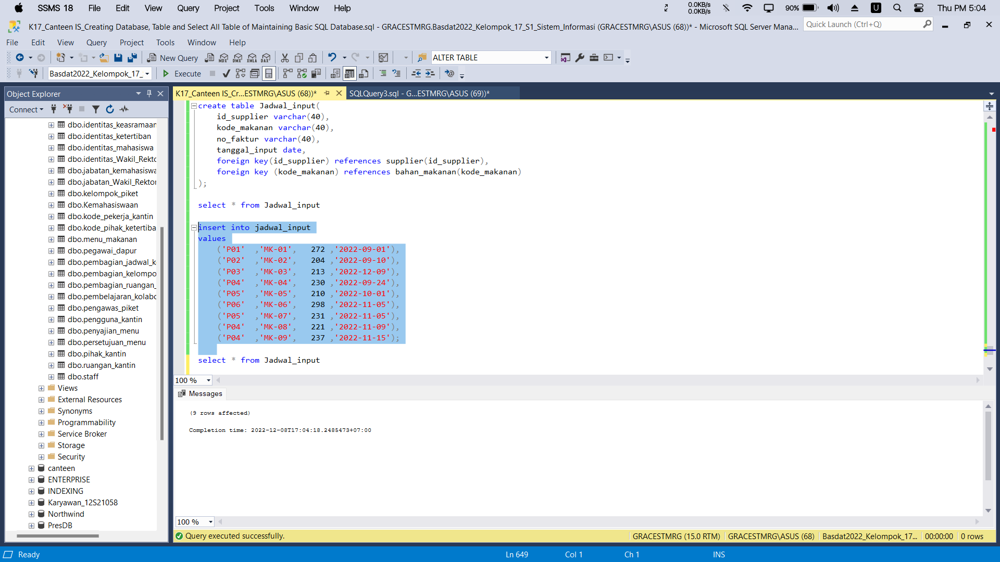 SSMS 18 File Edit View Query Project Tools Window Help 0.0KB/s 0.0KB/s 90% U Thu PM 5:04
K17_Canteen IS_Creating Database, Table and Select All Table of Maintaining Basic SQL Database.sql - GRACESTMRG.Basdat2022_Kelompok_17_S1_Sistem_Informasi (GRACESTMRG\ASUS (68))* - Microsoft SQL Server Mana... Quick Launch (Ctrl+Q)
File Edit View Query Project Tools Window Help
New Query MDX DMX XMLA DAX ALTER TABLE
Basdat2022_Kelompok_17_ Execute
Object Explorer
Connect
dbo.identitas_keasramaan
dbo.identitas_ketertiban
dbo.identitas_mahasiswa
dbo.identitas_Wakil_Rekto
dbo.jabatan_kemahasiswa
dbo.jabatan_Wakil_Rektor
dbo.kelompok_piket
dbo.Kemahasiswaan
dbo.kode_pekerja_kantin
dbo.kode_pihak_ketertiba
dbo.menu_makanan
dbo.pegawai_dapur
dbo.pembagian_jadwal_k
dbo.pembagian_kelompo
dbo.pembagian_ruangan_
dbo.pembelajaran_kolabo
dbo.pengawas_piket
dbo.pengguna_kantin
dbo.penyajian_menu
dbo.persetujuan_menu
dbo.pihak_kantin
dbo.ruangan_kantin
dbo.staff
Views
External Resources
Synonyms
Programmability
Service Broker
Storage
Security
canteen
ENTERPRISE
INDEXING
Karyawan_12S21058
Northwind
PresDB
K17_Canteen IS_Cr...ESTMRG\ASUS (68))* SQLQuery3.sql - G...ESTMRG\ASUS (69))*
create table Jadwal_input(
id_supplier varchar(40),
kode_makanan varchar(40),
no_faktur varchar(40),
tanggal_input date,
foreign key(id_supplier) references supplier(id_supplier),
foreign key (kode_makanan) references bahan_makanan(kode_makanan)
);
select * from Jadwal_input
insert into jadwal_input
values
('P01' ,'MK-01', 272 ,'2022-09-01'),
('P02' ,'MK-02', 204 ,'2022-09-10'),
('P03' ,'MK-03', 213 ,'2022-12-09'),
('P04' ,'MK-04', 230 ,'2022-09-24'),
('P05' ,'MK-05', 210 ,'2022-10-01'),
('P06' ,'MK-06', 298 ,'2022-11-05'),
('P05' ,'MK-07', 231 ,'2022-11-05'),
('P04' ,'MK-08', 221 ,'2022-11-09'),
('P04' ,'MK-09', 237 ,'2022-11-15');
select * from Jadwal_input
100 %
Messages
(9 rows affected)
Completion time: 2022-12-08T17:04:18.2485473+07:00
100 %
Query executed successfully. GRACESTMRG (15.0 RTM) GRACESTMRG\ASUS (68) Basdat2022_Kelompok_17... 00:00:00 0 rows
Ready Ln 649 Col 1 Ch 1 INS